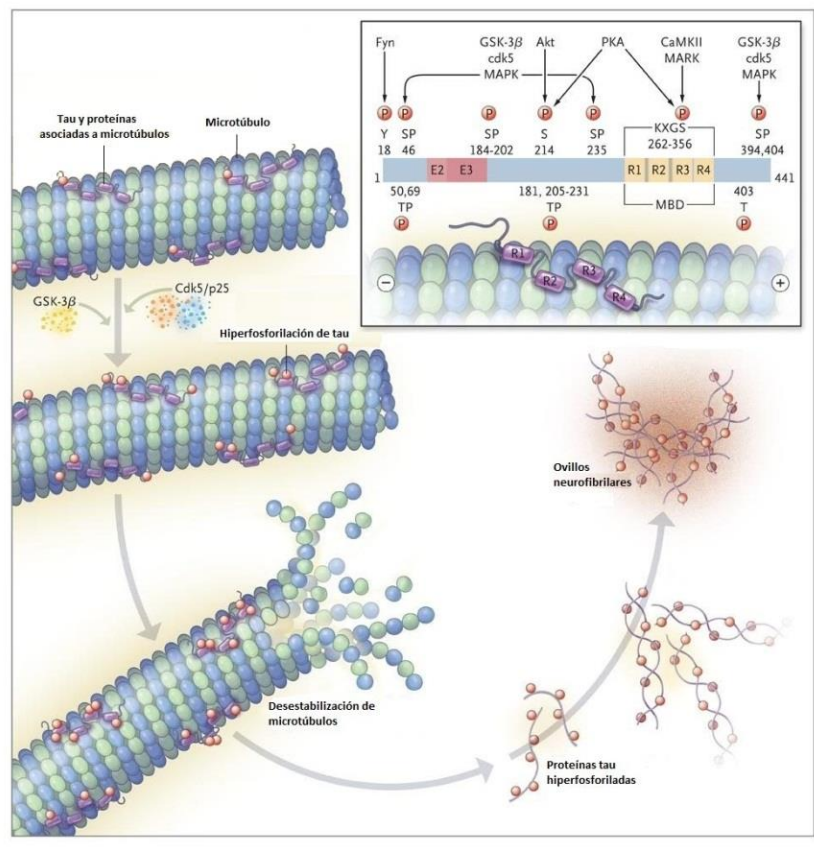 Fyn
GSK-3β
cdk5
MAPK
Akt
PKA
CaMKII
MARK
GSK-3β
cdk5
MAPK
P P P P P P P
Y SP SP S SP KXGS SP
18 46 184-202 214 235 262-356 394,404
1 E2 E3 R1 R2 R3 R4 441
50,69 181, 205-231 MBD 403
TP TP T
P P P
R1
R2
R3
R4
− +
Tau y proteínas
asociadas a microtúbulos
Microtúbulo
GSK-3β
Cdk5/p25
Hiperfosforilación de tau
Desestabilización de
microtúbulos
Proteínas tau
hiperfosforiladas
Ovillos
neurofibrilares